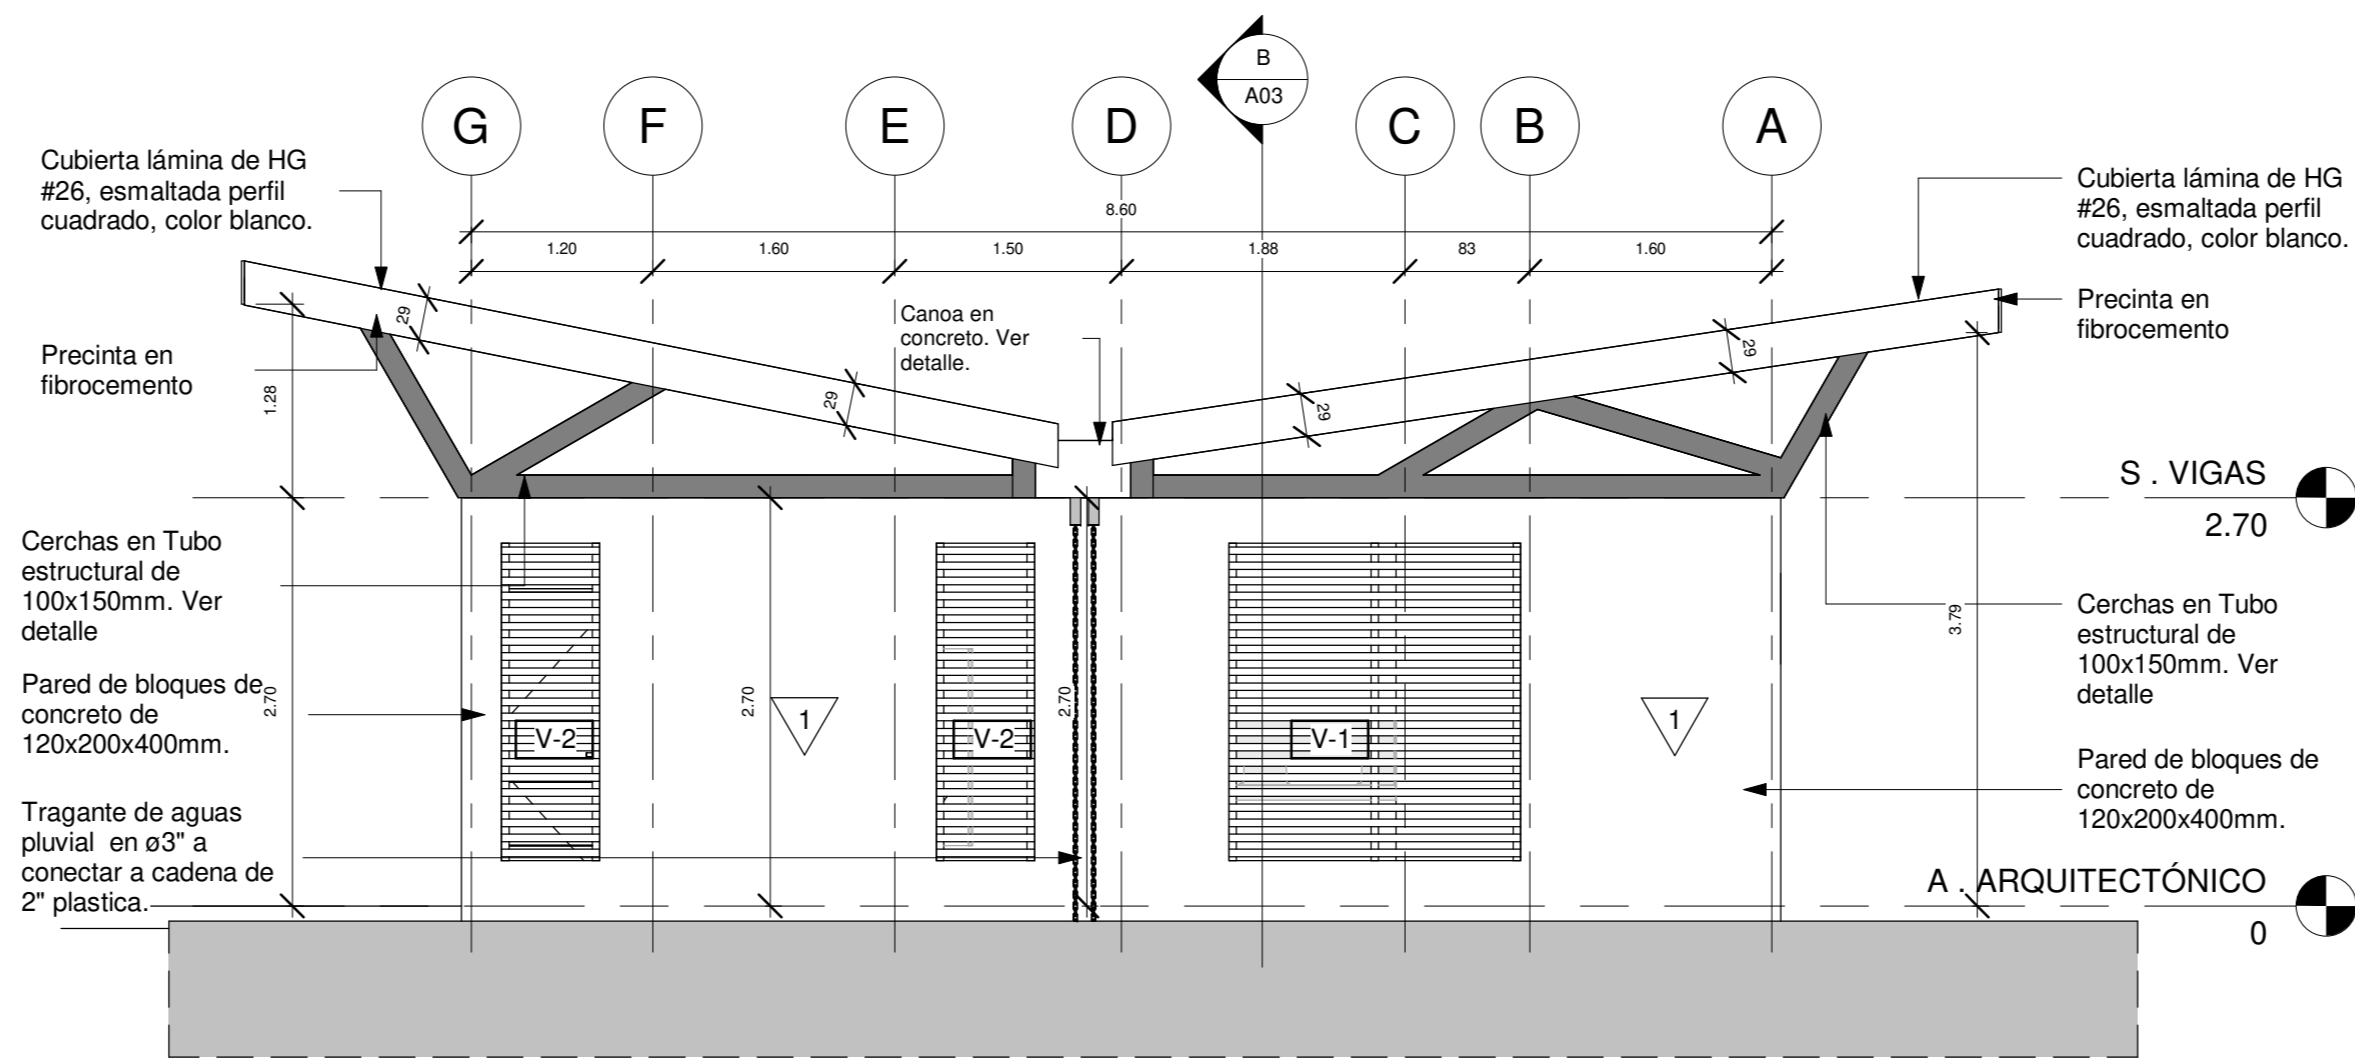 B
A03
G
F
E
D
C
B
A
8.60
1.20
1.60
1.50
1.88
83
1.60
Cubierta lámina de HG
#26, esmaltada perfil
cuadrado, color blanco.
Precinta en
fibrocemento
29
29
Canoa en
concreto. Ver
detalle.
29
29
Cubierta lámina de HG
#26, esmaltada perfil
cuadrado, color blanco.
Precinta en
fibrocemento
1.28
S . VIGAS
2.70
Cerchas en Tubo
estructural de
100x150mm. Ver
detalle
Pared de bloques de
concreto de
120x200x400mm.
2.70
Tragante de aguas
pluvial en ø3" a
conectar a cadena de
2" plastica.
V-2
2.70
1
V-2
2.70
V-1
1
3.79
Cerchas en Tubo
estructural de
100x150mm. Ver
detalle
Pared de bloques de
concreto de
120x200x400mm.
A . ARQUITECTÓNICO
0